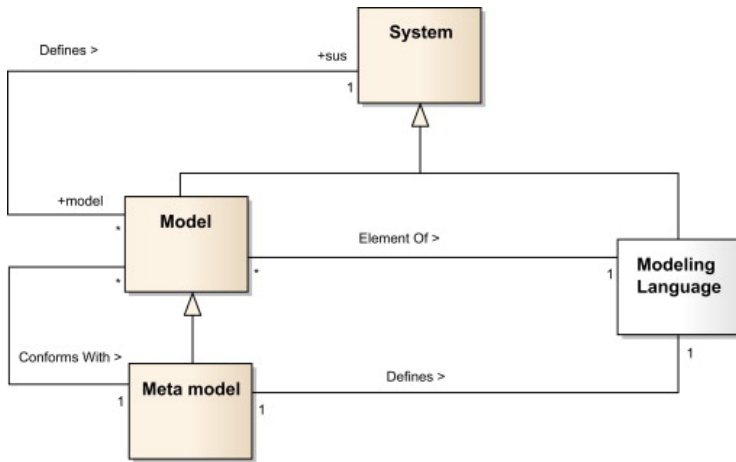 System
Defines >
+sus
1
+model
*
Model
Element Of >
*
1
Modeling
Language
*
Conforms With >
1
Meta model
1
Defines >
1